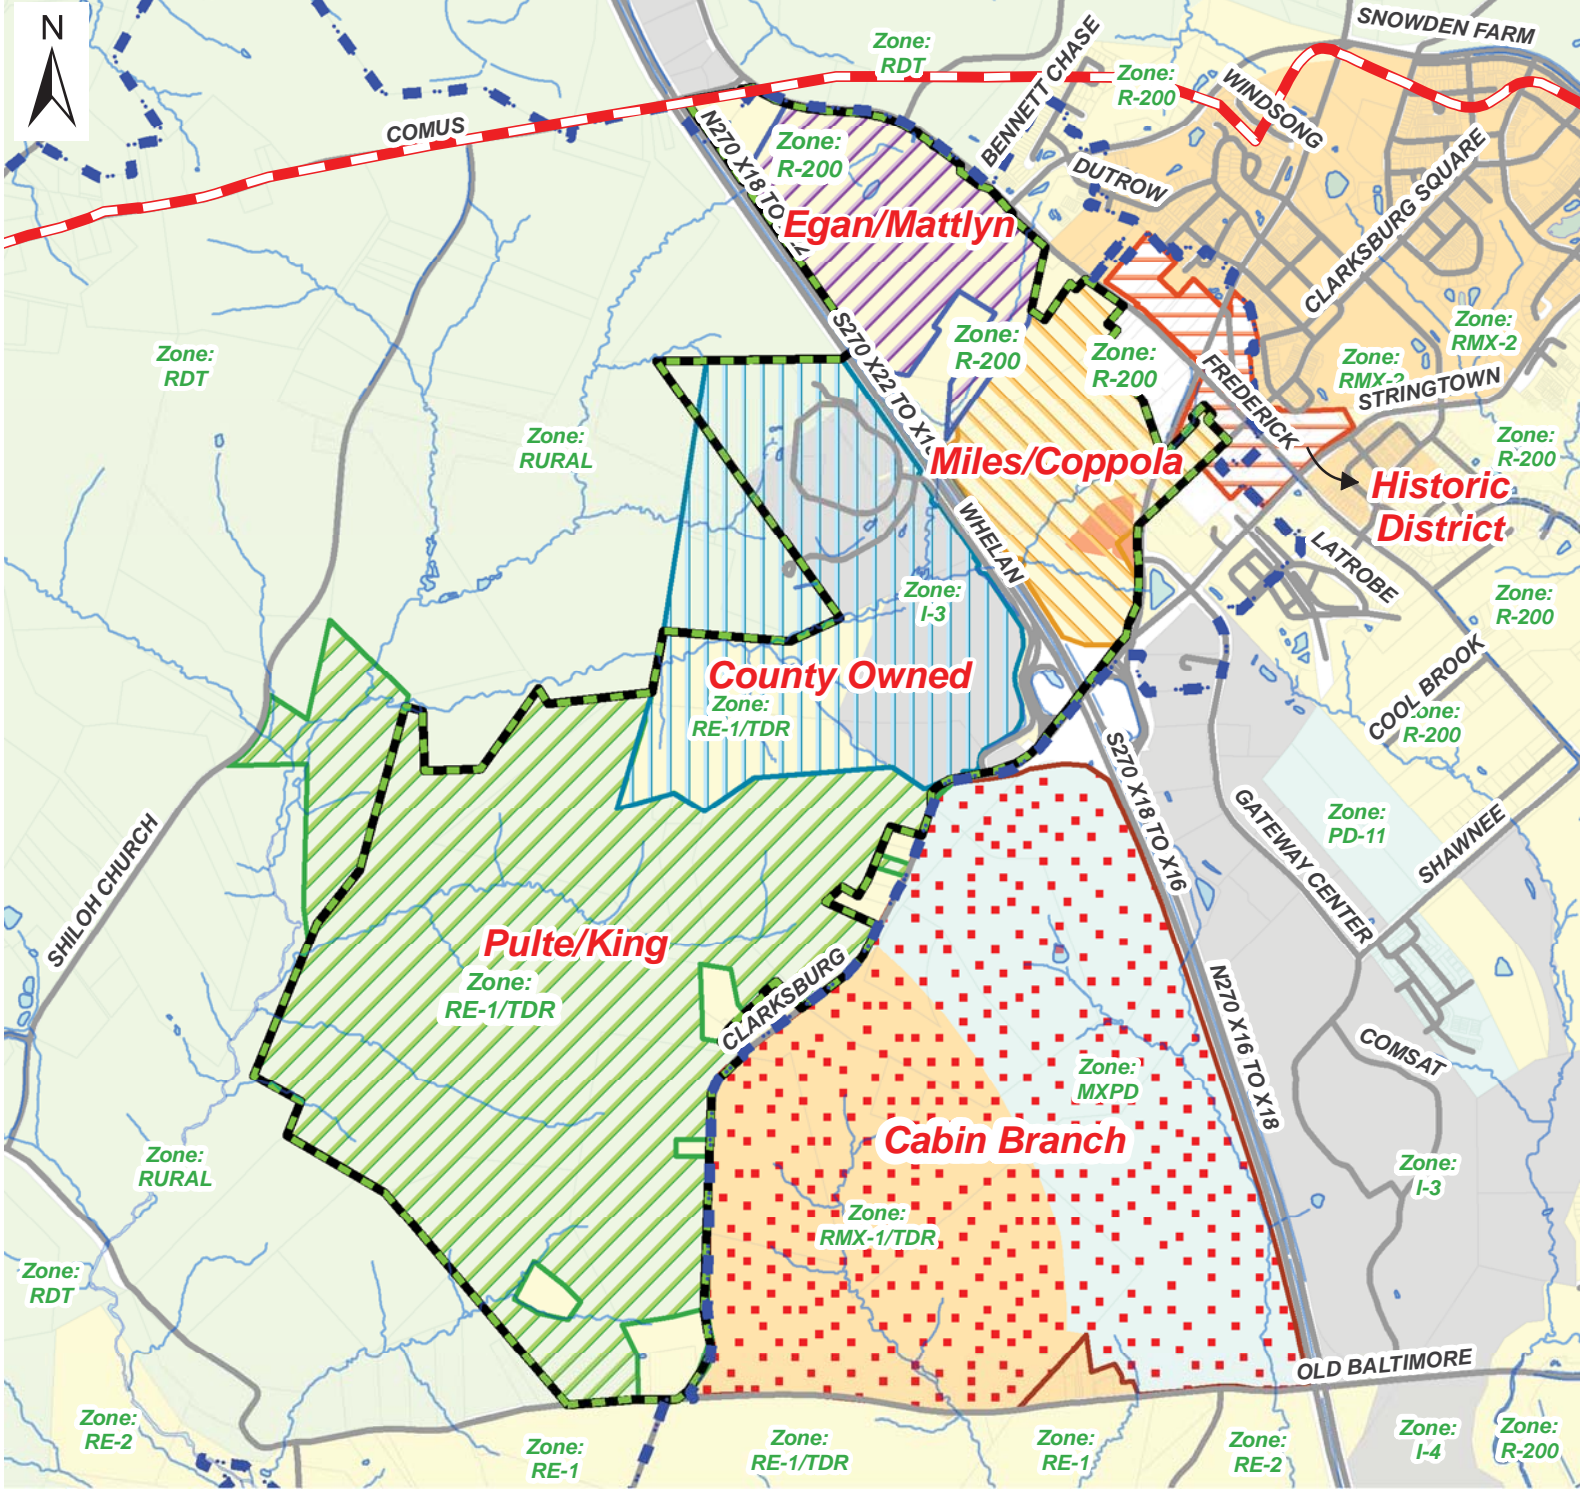 N
SNOWDEN FARM
Zone:
RDT
BENNETT CHASE
Zone:
R-200
WINDSONG
COMUS
N270 X18 TO
Zone:
R-200
DUTROW
CLARKSBURG SQUARE
Egan/Mattlyn
Zone:
RMX-2
Zone:
RDT
S270 X22 TO X18
Zone:
R-200
Zone:
R-200
FREDERICK
Zone:
RMX-2
STRINGTOWN
Zone:
RURAL
Zone:
R-200
Miles/Coppola
Historic
District
WHELAN
LATROBE
Zone:
I-3
Zone:
R-200
County Owned
Zone:
RE-1/TDR
COOL BROOK
Zone:
R-200
S270 X18 TO X16
GATEWAY CENTER
Zone:
PD-11
SHAWNEE
SHILOH CHURCH
Pulte/King
Zone:
RE-1/TDR
CLARKSBURG
N270 X16 TO X18
COMSAT
Zone:
MXPD
Cabin Branch
Zone:
RURAL
Zone:
I-3
Zone:
RMX-1/TDR
Zone:
RDT
OLD BALTIMORE
Zone:
RE-2
Zone:
RE-1
Zone:
RE-1/TDR
Zone:
RE-1
Zone:
RE-2
Zone:
I-4
Zone:
R-200